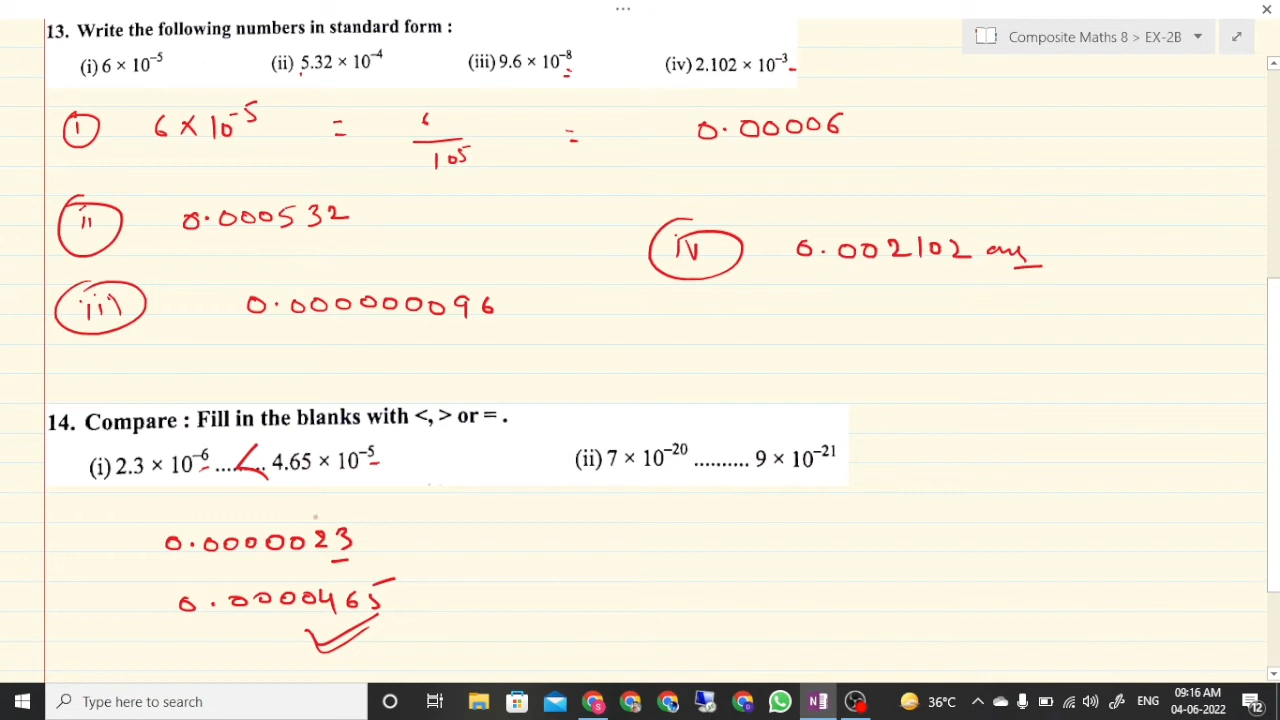 13. Write the following numbers in standard form :
Composite Maths 8 > EX-2B
(i) 6 × 10⁻⁵ (ii) 5.32 × 10⁻⁴ (iii) 9.6 × 10⁻⁸ (iv) 2.102 × 10⁻³
i 6 × 10⁻⁵ = 6/10⁵ = 0.00006
ii 0.000532
iv 0.002102 ans
iii 0.000000096
14. Compare : Fill in the blanks with <, > or = .
(i) 2.3 × 10⁻⁶ ....<.... 4.65 × 10⁻⁵ (ii) 7 × 10⁻²⁰ .......... 9 × 10⁻²¹
0.0000023
0.0000465
Type here to search
36°C ENG 09:16 AM
04-06-2022 12